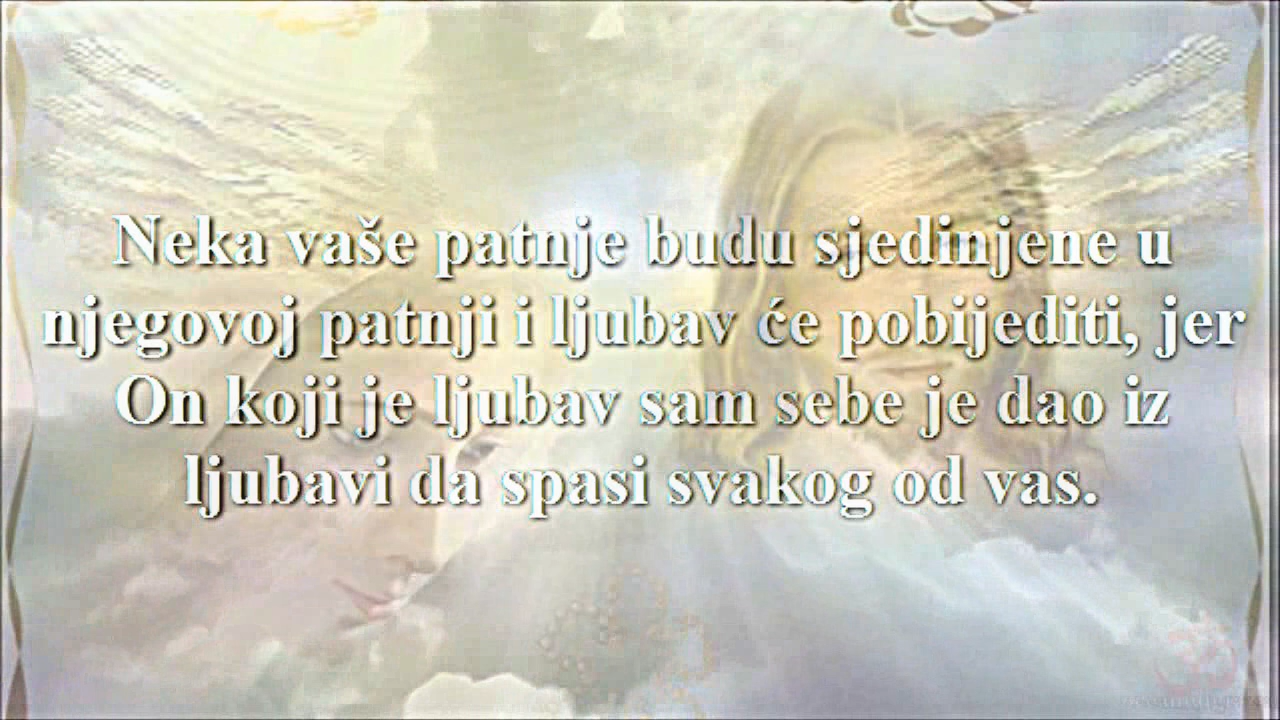 Neka vaše patnje budu sjedinjene u
njegovoj patnji i ljubav će pobijediti, jer
On koji je ljubav sam sebe je dao iz
ljubavi da spasi svakog od vas.